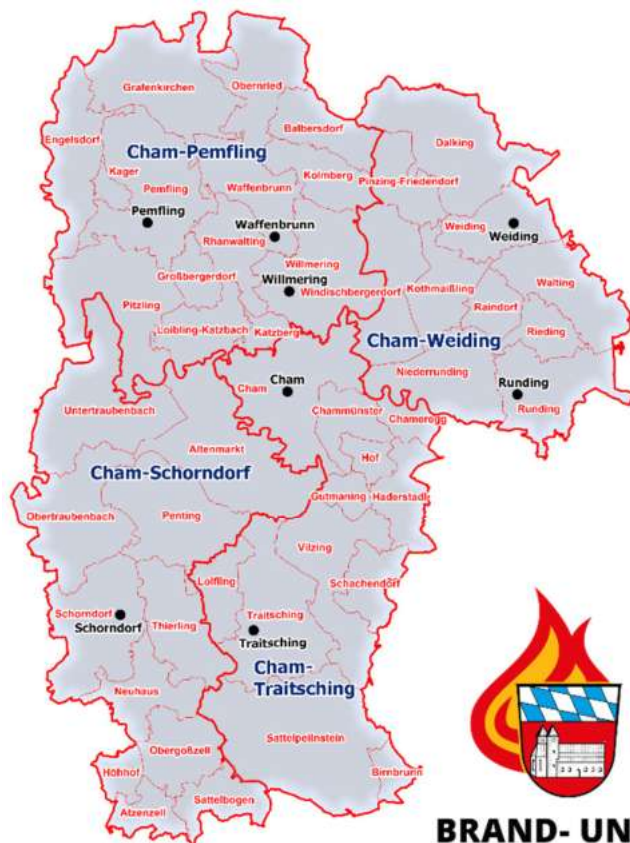 Grafenkirchen
Obernried
Engelsdorf
Balbersdorf
Dalking
Cham-Pemfling
Kager
Pemfling
Waffenbrunn
Kolmberg
Pinzing-Friedendorf
Pemfling
Waffenbrunn
Rhanwalting
Weiding
Weiding
Großbergerdorf
Willmering
Willmering
Windischbergerdorf
Kothmaißling
Walting
Raindorf
Pitzling
Loibling-Katzbach
Katzberg
Cham-Weiding
Rieding
Cham
Cham
Niederrunding
Runding
Runding
Untertraubenbach
Chammünster
Chameregg
Altenmarkt
Hof
Cham-Schorndorf
Gutmaning
Haderstadl
Obertraubenbach
Penting
Vilzing
Loifling
Schachendorf
Schorndorf
Schorndorf
Thierling
Traitsching
Traitsching
Cham-
Traitsching
Neuhaus
Sattelpeilnstein
Obergoßzell
Höhhof
Sattelbogen
Birnbrunn
Atzenzell
BRAND- UN